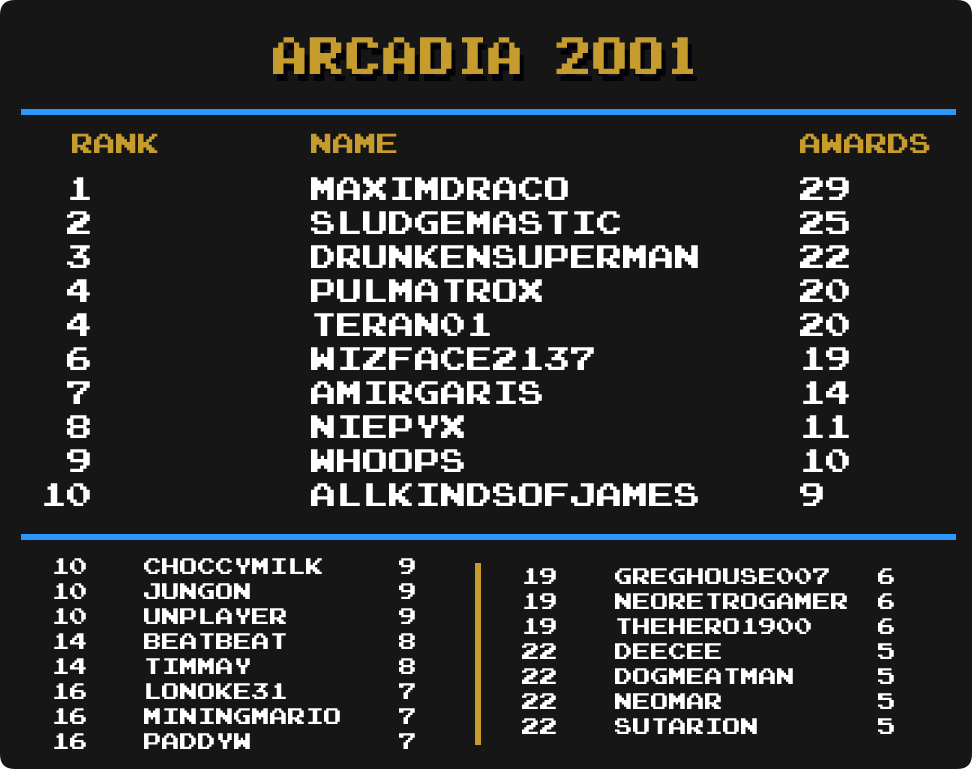 ARCADIA 2001
RANK NAME AWARDS
1 MAXIMDRACO 29
2 SLUDGEMASTIC 25
3 DRUNKENSUPERMAN 22
4 PULMATROX 20
4 TERAN01 20
6 WIZFACE2137 19
7 AMIRGARIS 14
8 NIEPYX 11
9 WHOOPS 10
10 ALLKINDSOFJAMES 9
10 CHOCCYMILK 9
10 JUNGON 9
10 UNPLAYER 9
14 BEATBEAT 8
14 TIMMAY 8
16 LONOKE31 7
16 MININGMARIO 7
16 PADDYW 7
19 GREGHOUSE007 6
19 NEORETROGAMER 6
19 THEHERO1900 6
22 DEECEE 5
22 DOGMEATMAN 5
22 NEOMAR 5
22 SUTARION 5